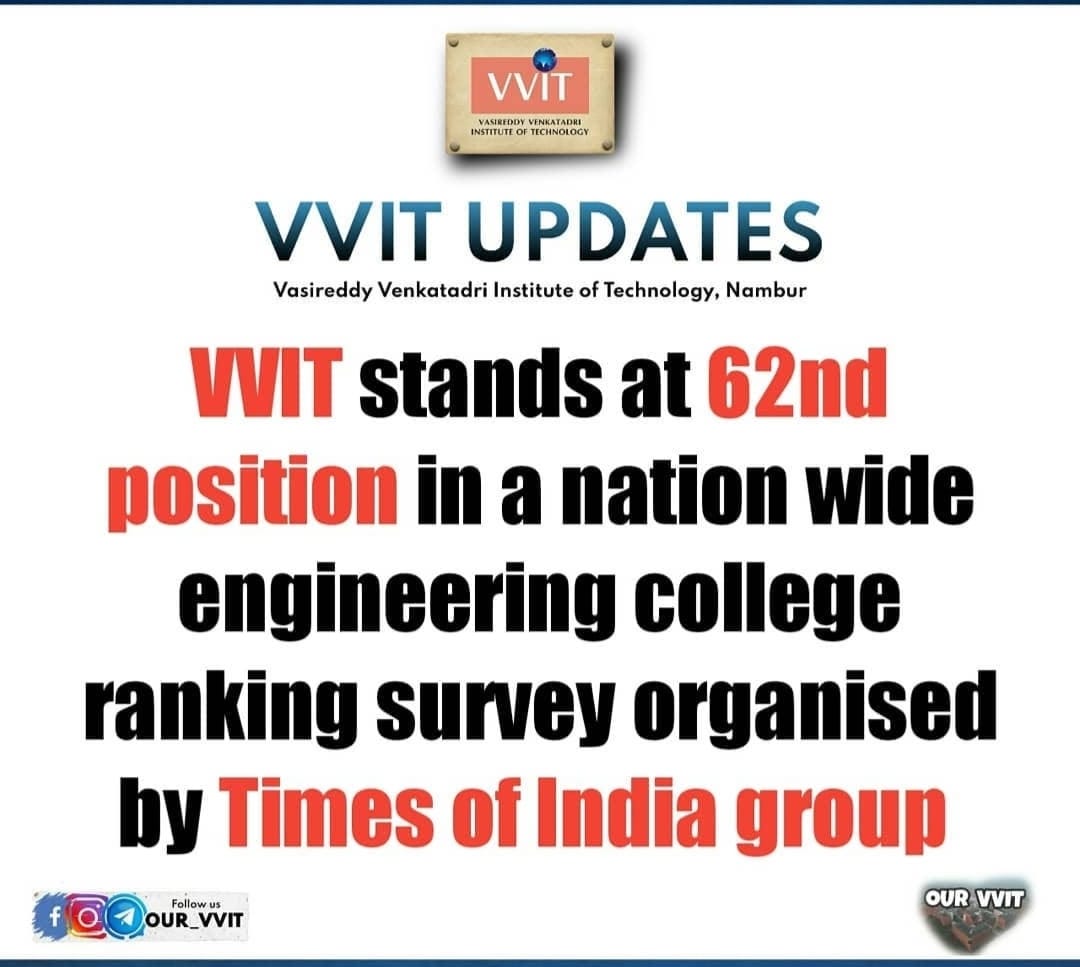 VVIT
VASIREDDY VENKATADRI
INSTITUTE OF TECHNOLOGY
VVIT UPDATES
Vasireddy Venkatadri Institute of Technology, Nambur
VVIT stands at 62nd
position in a nation wide
engineering college
ranking survey organised
by Times of India group
Follow us
OUR_VVIT
OUR VVIT